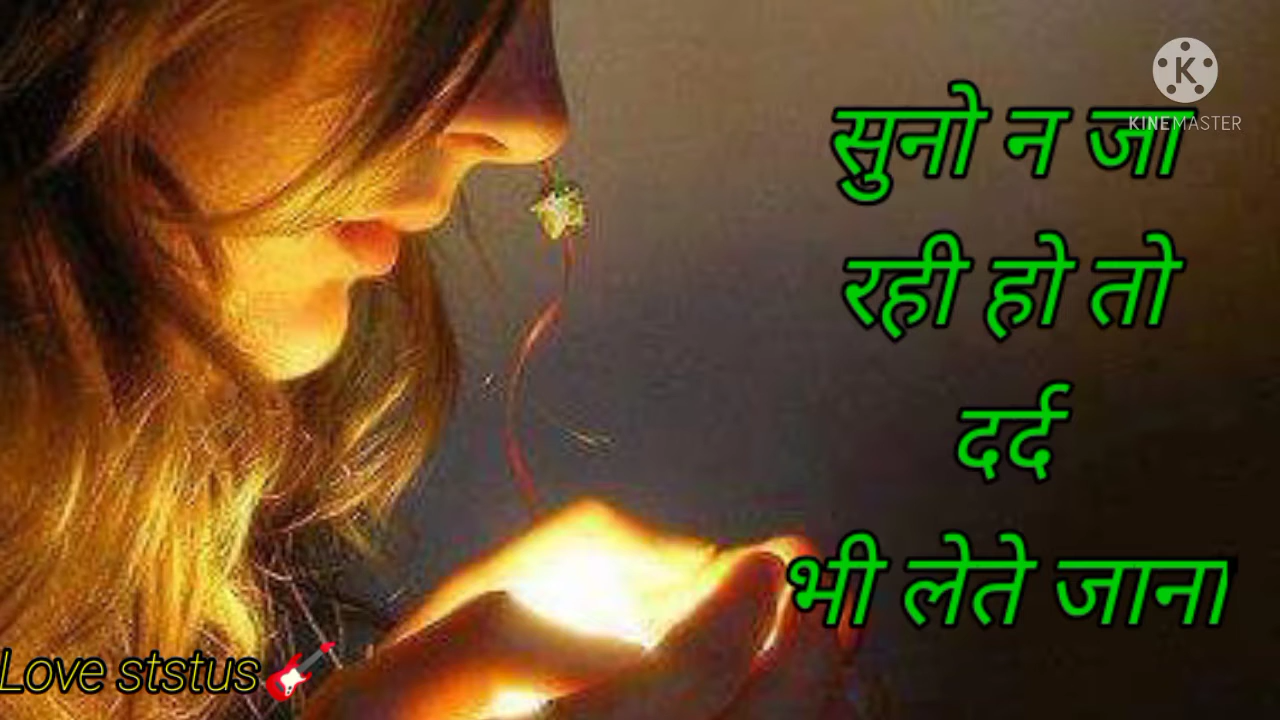 KINEMASTER
सुनो न जा
रही हो तो
दर्द
भी लेते जाना
Love ststus